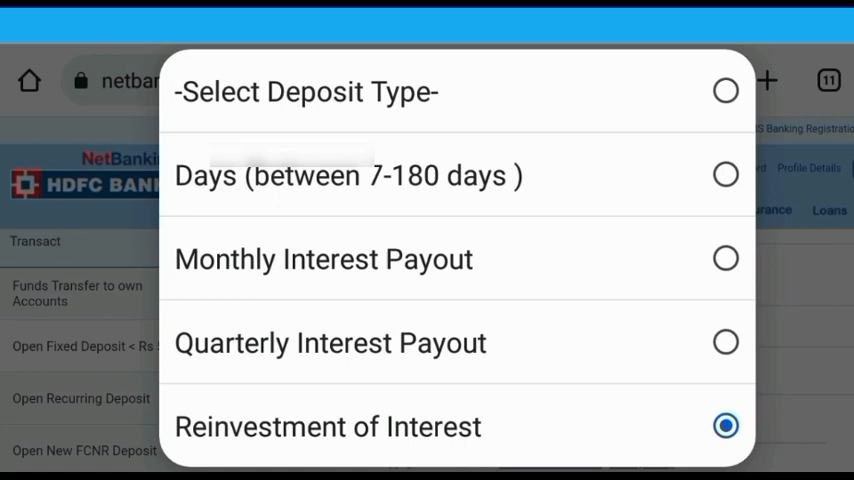 -Select Deposit Type-
netbar
11
S Banking Registratio
NetBanki
Days (between 7-180 days )
rd Profile Details
HDFC BAN
urance Loans
Transact
Monthly Interest Payout
Funds Transfer to own
Accounts
Quarterly Interest Payout
Open Fixed Deposit < Rs
Open Recurring Deposit
Reinvestment of Interest
Open New FCNR Deposit